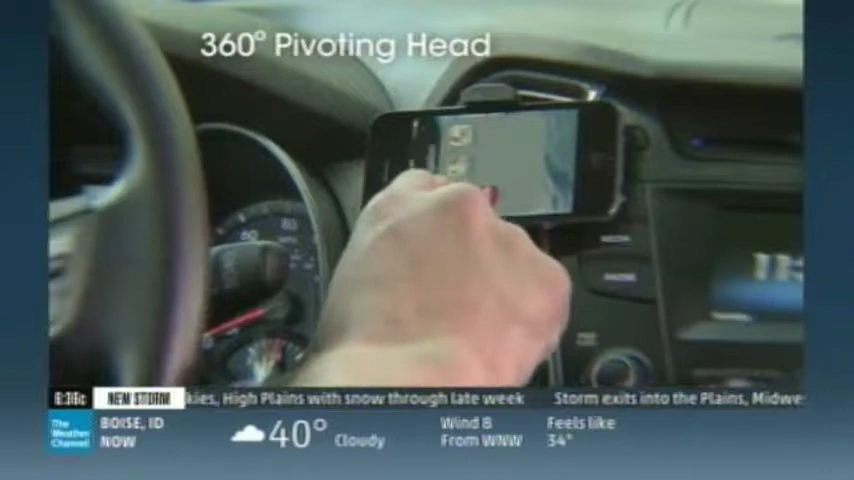 360° Pivoting Head
6:36c NEW STORM kies, High Plains with snow through late week Storm exits into the Plains, Midwe
The Weather Channel
BOISE, ID
NOW
40° Cloudy
Wind 8
From WNW
Feels like
34°